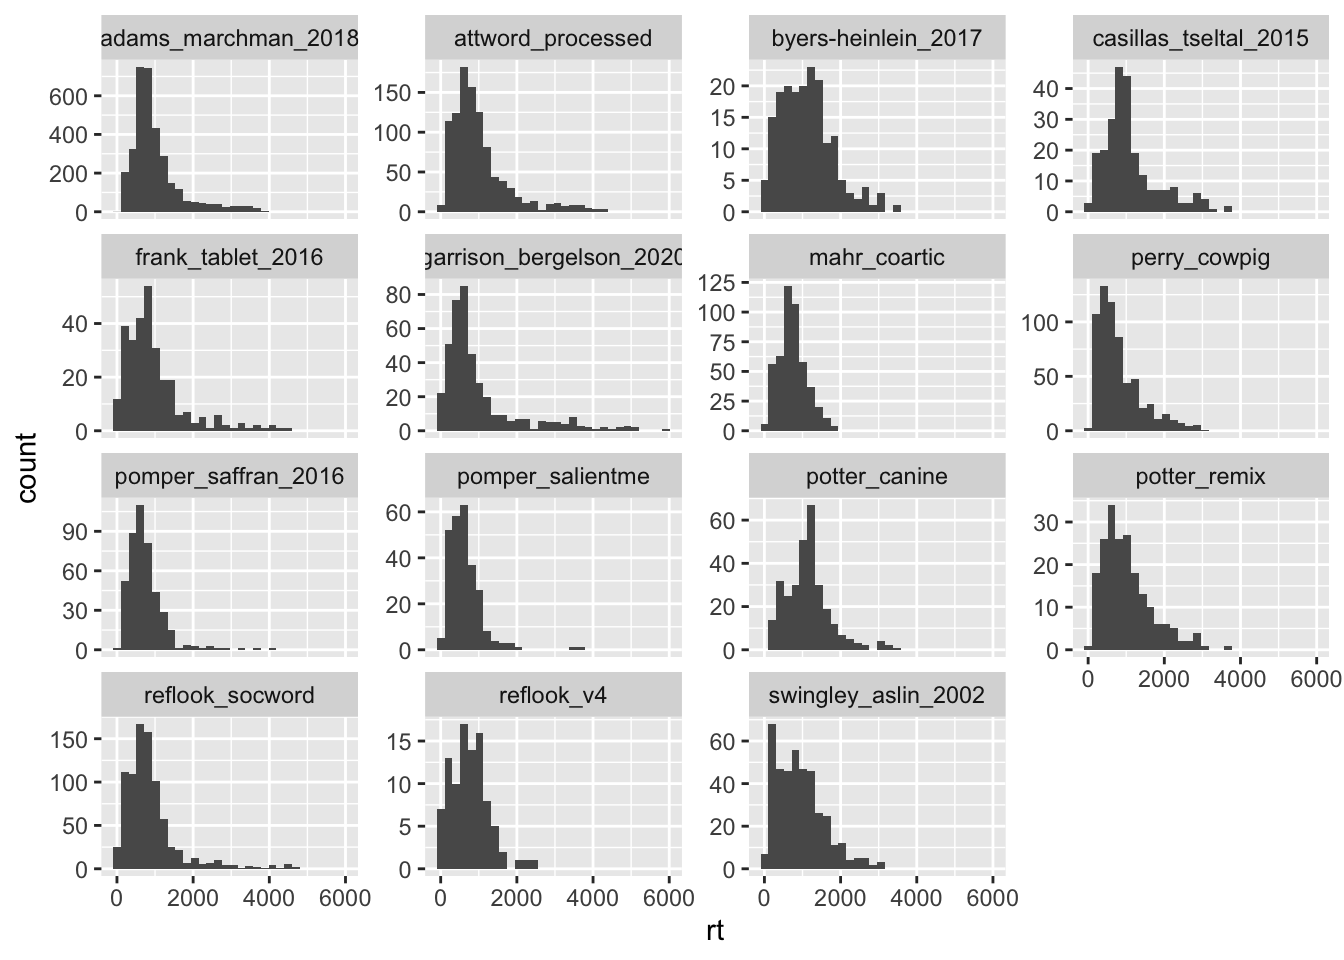 adams_marchman_2018 attword_processed byers-heinlein_2017 casillas_tseltal_2015
600 150 20 40
400 100 15 30
200 50 10 20
0 0 5 10
0 0
frank_tablet_2016 garrison_bergelson_2020 mahr_coartic perry_cowpig
40 80 125 100
20 60 100 50
0 40 75 0
20 50
0 25
0
count
pomper_saffran_2016 pomper_salientme potter_canine potter_remix
90 60 60 30
60 40 40 20
30 20 20 10
0 0 0 0
0 2000 4000 6000
reflook_socword reflook_v4 swingley_aslin_2002
150 15 60
100 10 40
50 5 20
0 0 0
0 2000 4000 6000 0 2000 4000 6000 0 2000 4000 6000
rt